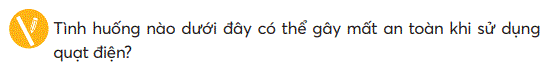 Tình huống nào dưới đây có thể gây mất an toàn khi sử dụng
quạt điện?